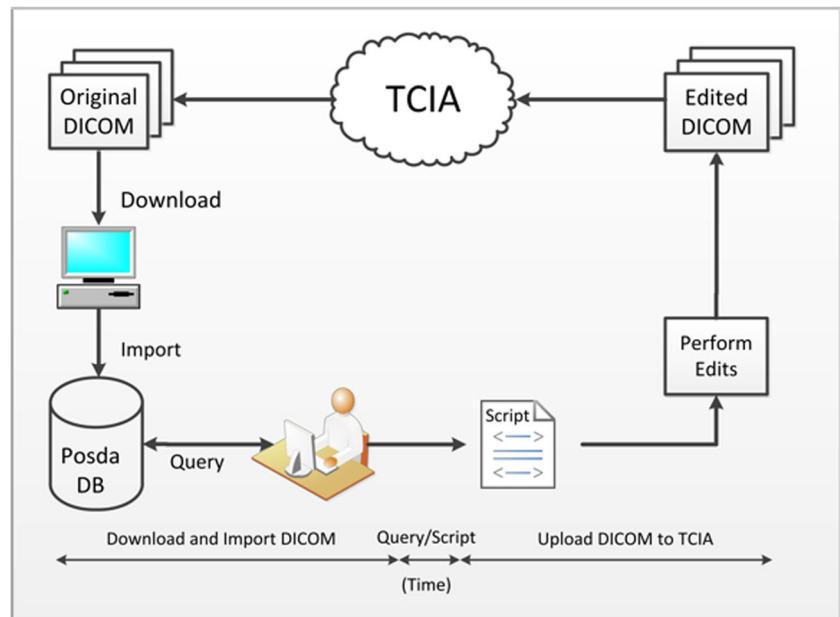 Original
DICOM
TCIA
Edited
DICOM
Download
Import
Perform
Edits
Posda
DB
Query
Script
Download and Import DICOM
Query/Script
Upload DICOM to TCIA
(Time)